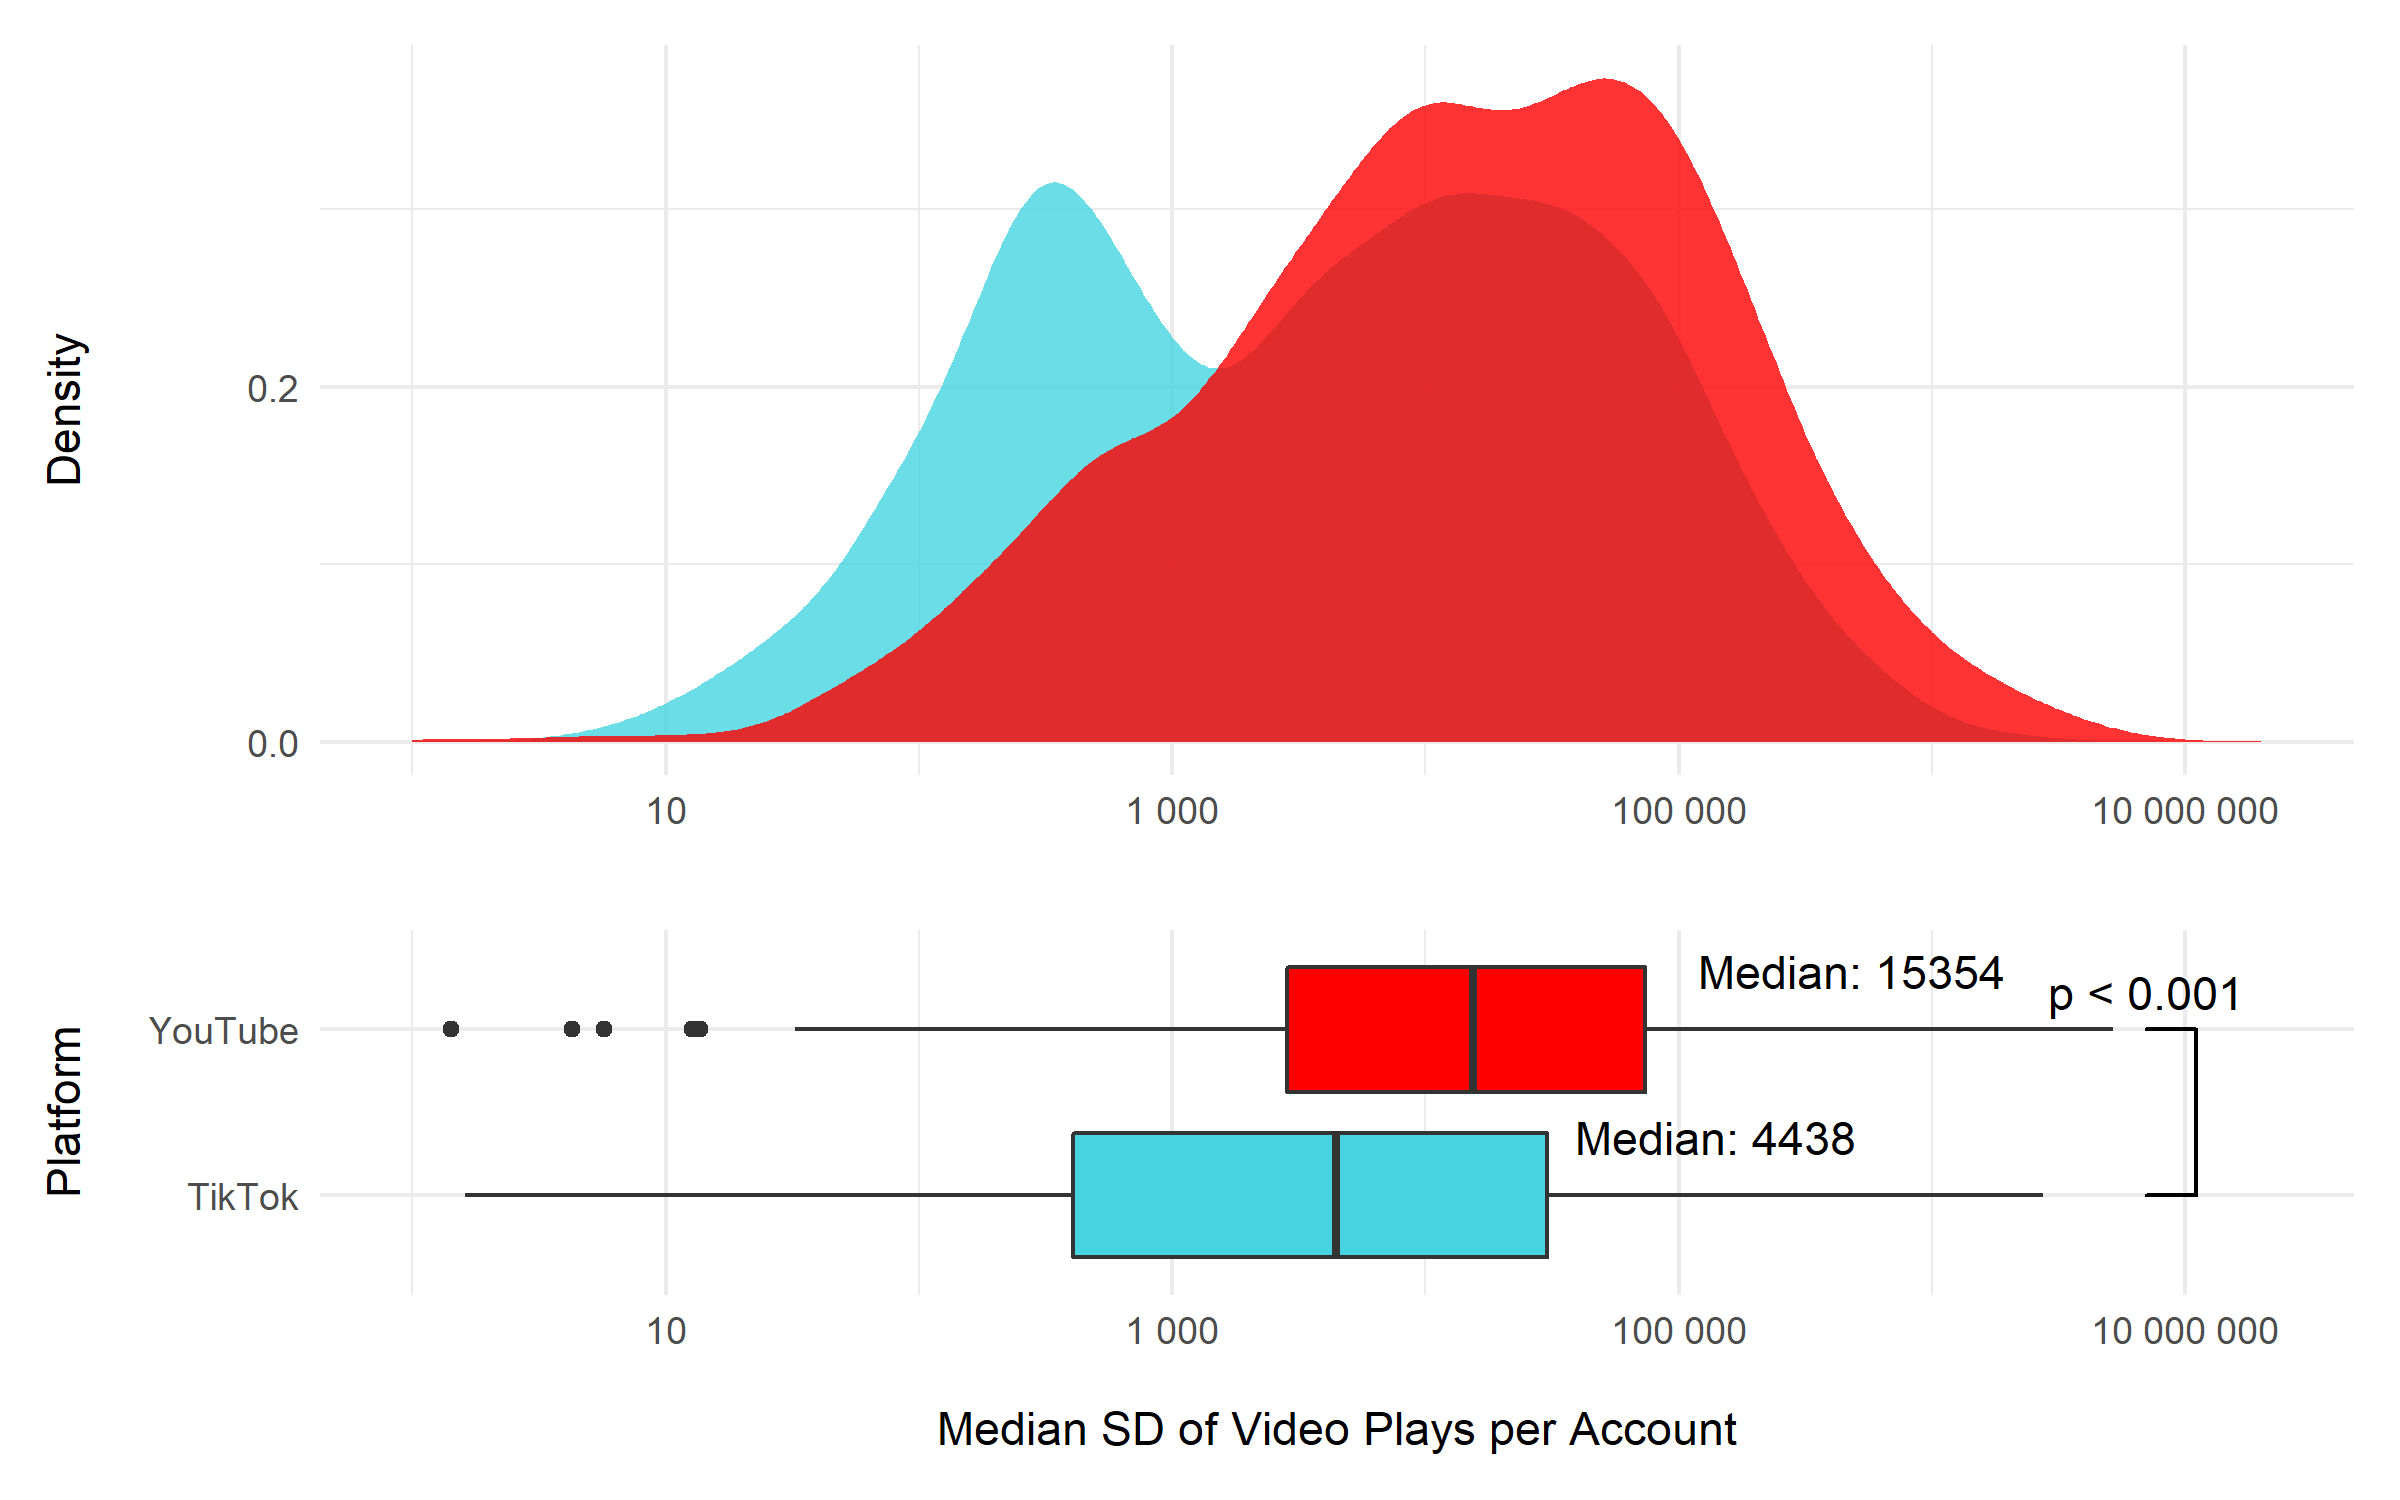 Density
0.2
0.0
10
1 000
100 000
10 000 000
Platform
YouTube
TikTok
Median: 15354
p < 0.001
Median: 4438
10
1 000
100 000
10 000 000
Median SD of Video Plays per Account